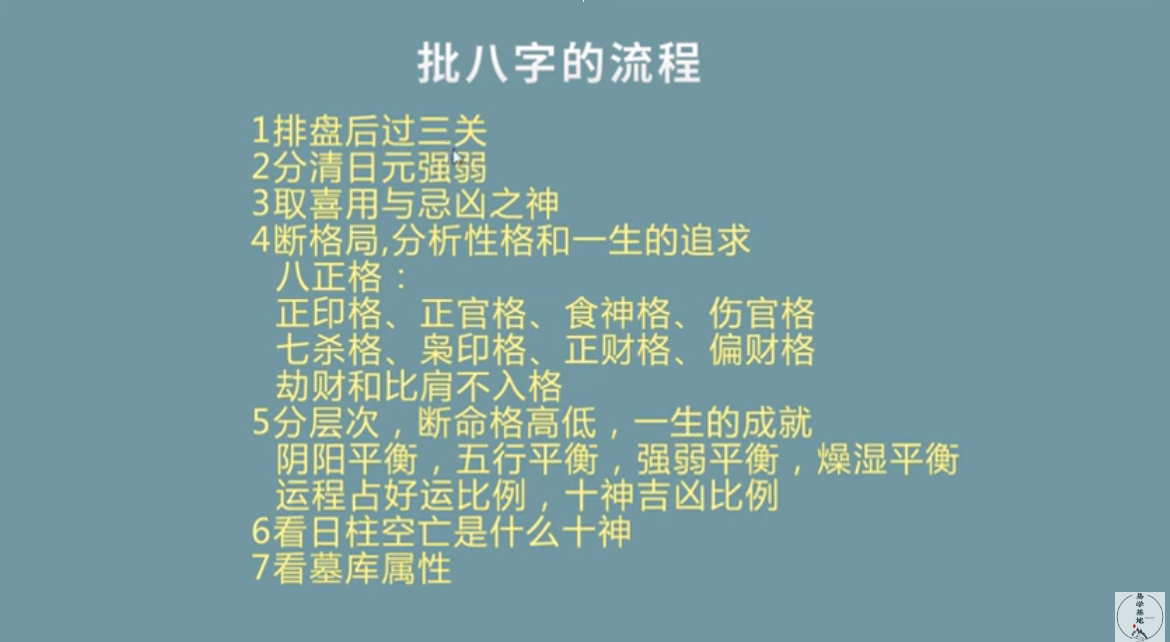 批八字的流程
1排盘后过三关
2分清日元强弱
3取喜用与忌凶之神
4断格局,分析性格和一生的追求
八正格：
正印格、正官格、食神格、伤官格
七杀格、枭印格、正财格、偏财格
劫财和比肩不入格
5分层次，断命格高低，一生的成就
阴阳平衡，五行平衡，强弱平衡，燥湿平衡
运程占好运比例，十神吉凶比例
6看日柱空亡是什么十神
7看墓库属性
易学基地